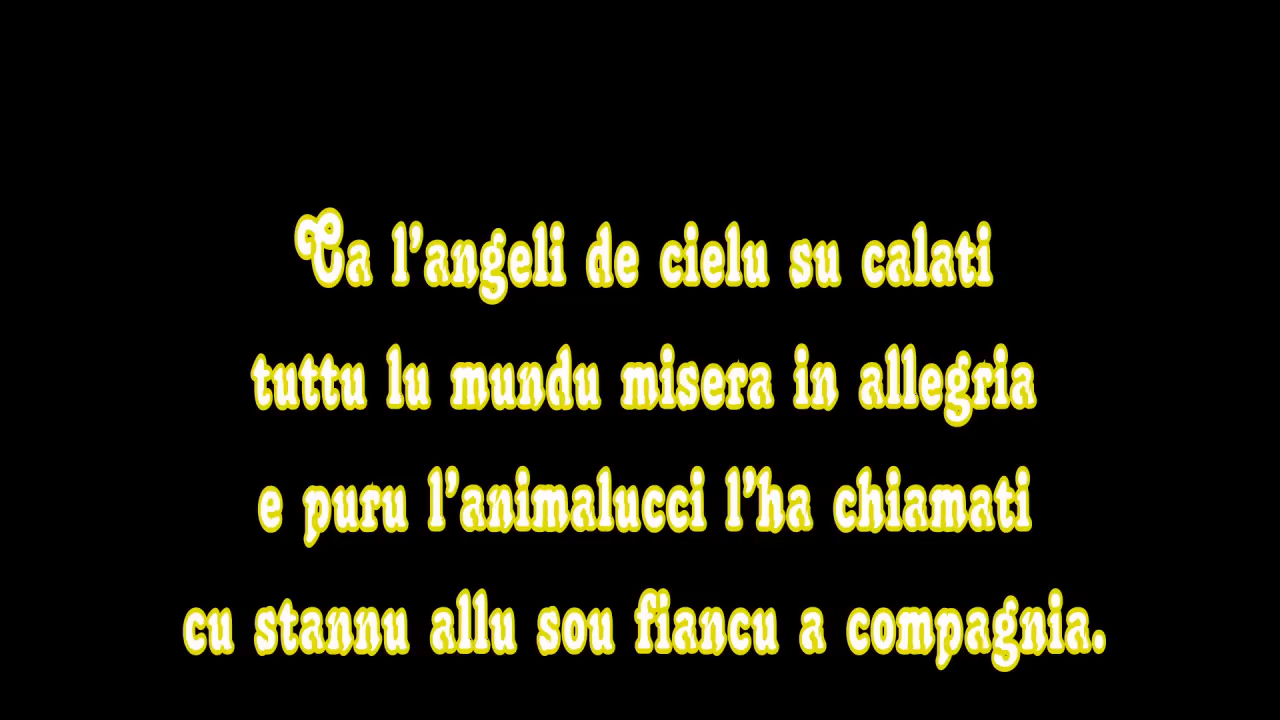 Ca l'angeli de cielu su calati
tuttu lu mundu misera in allegria
e puru l'animalucci l'ha chiamati
cu stannu allu sou fiancu a compagnia.